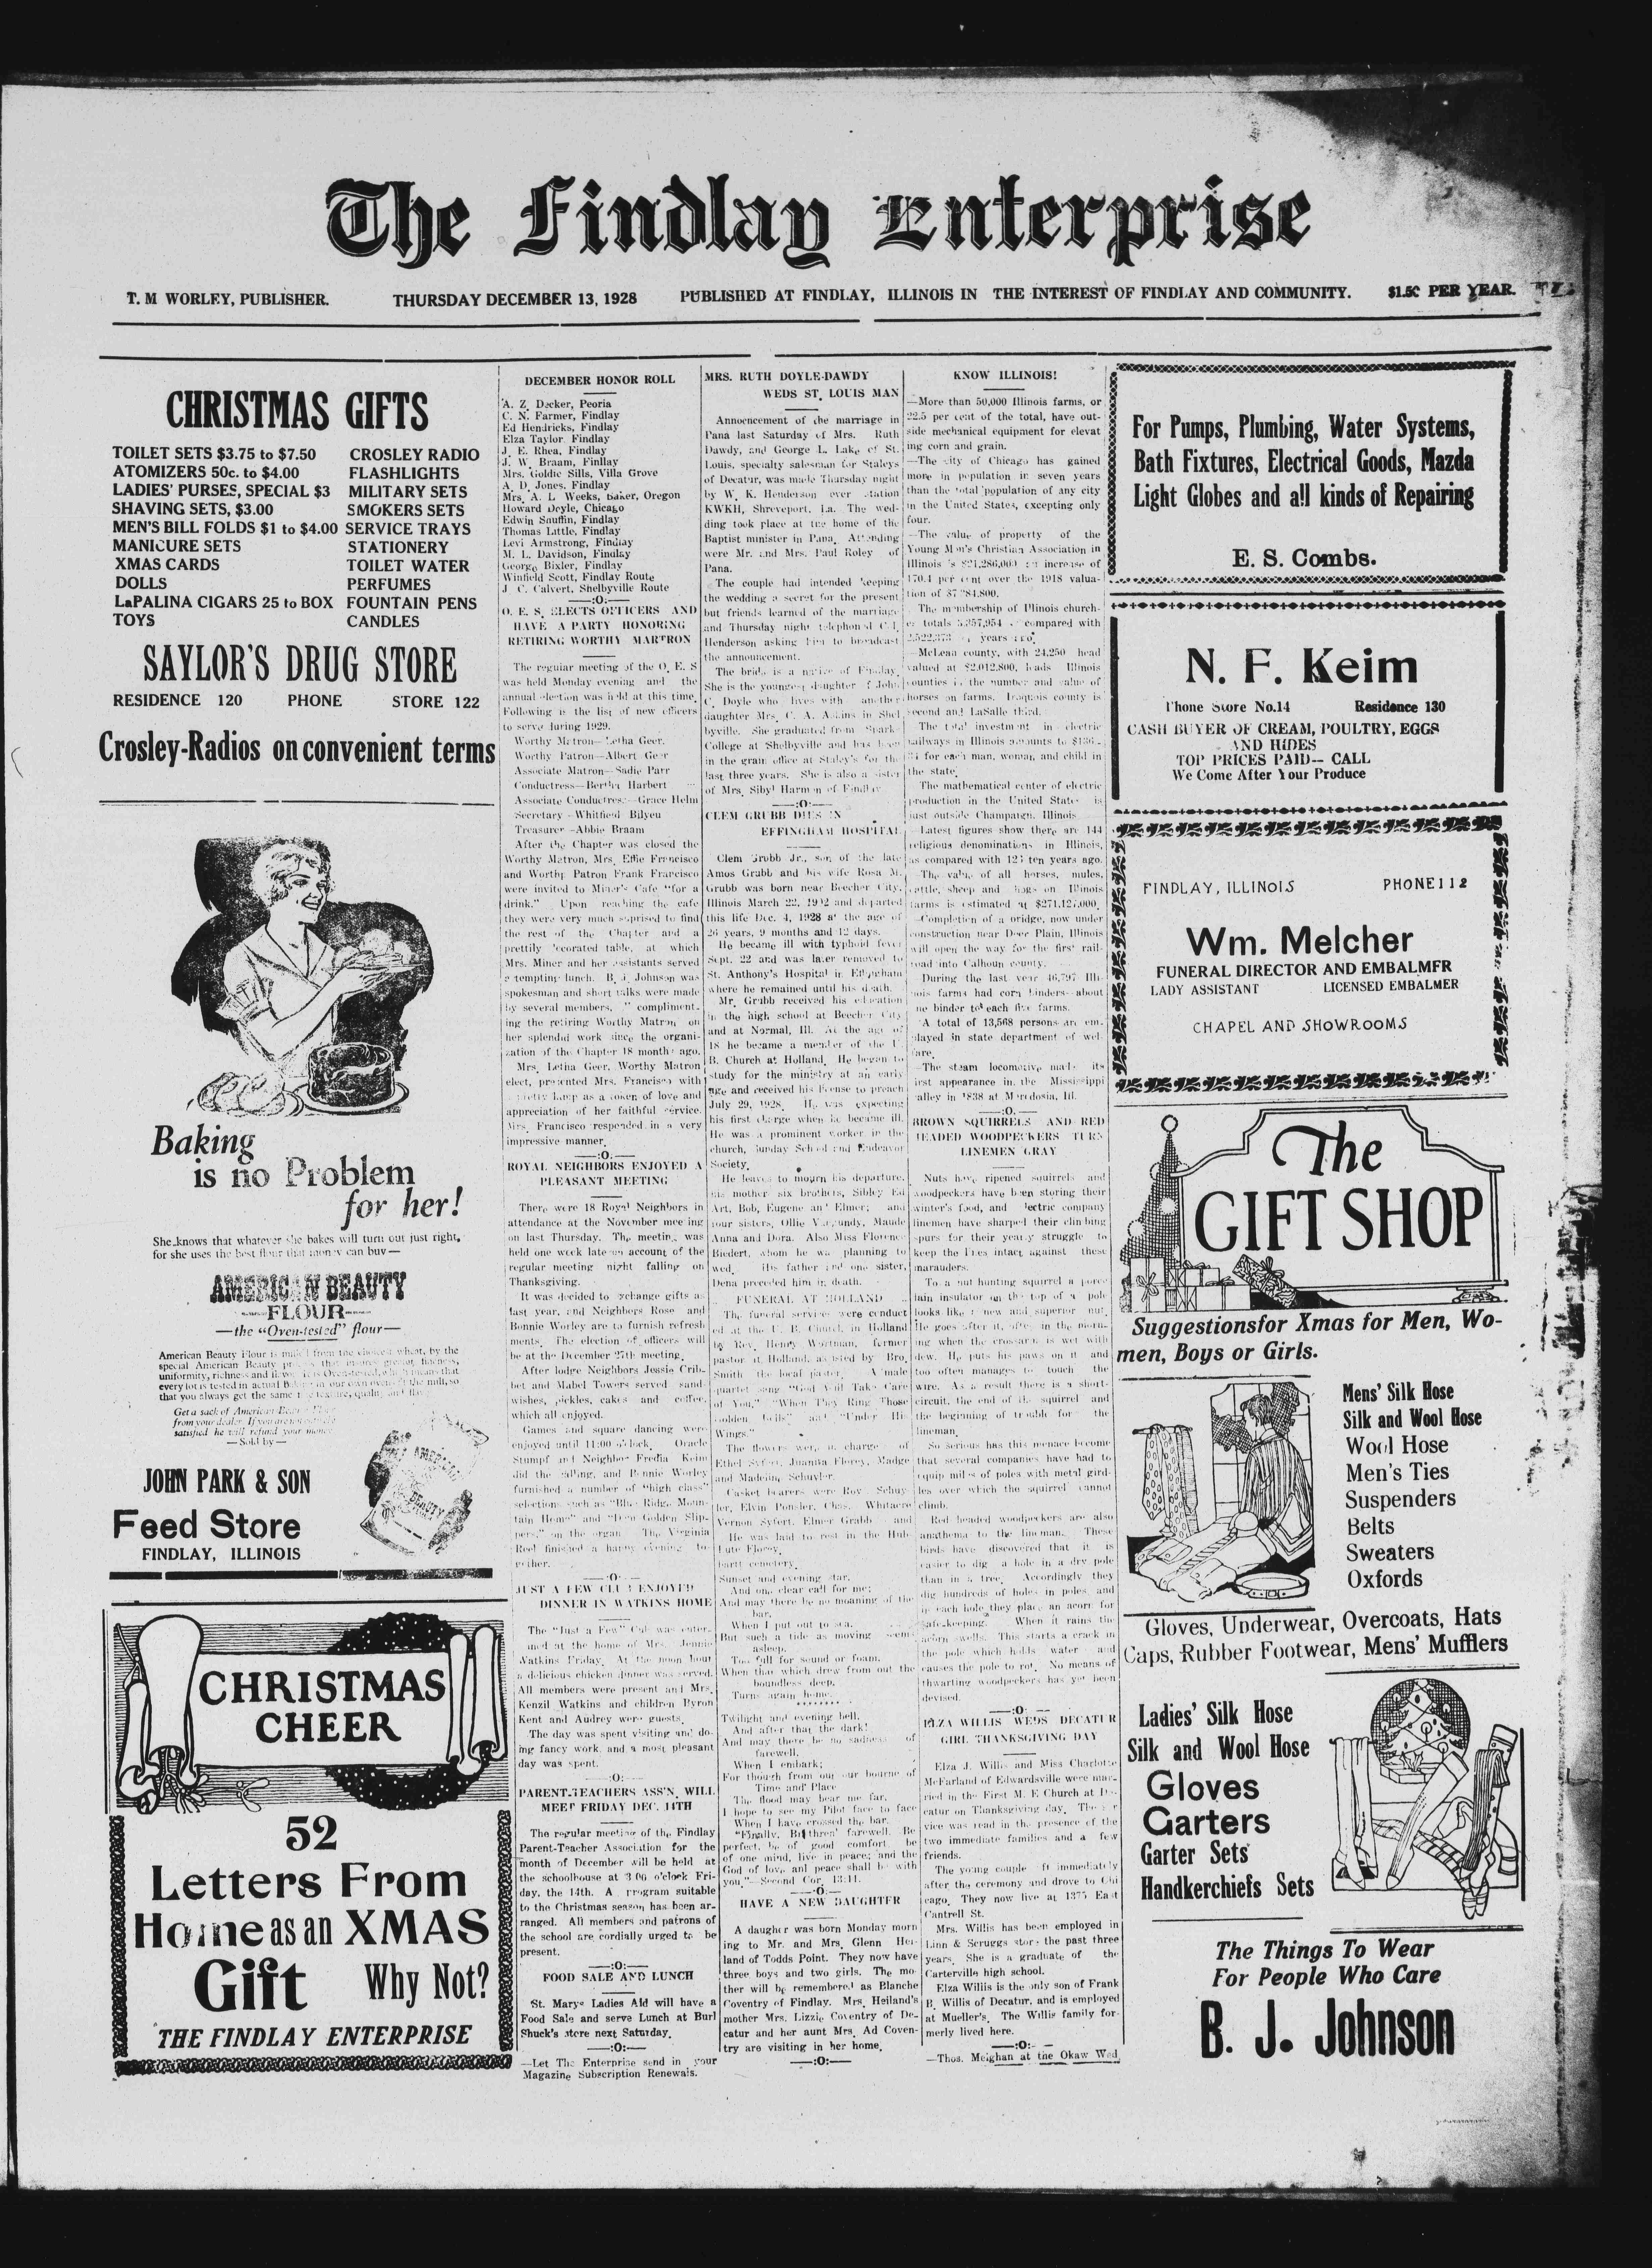 The Findlay Enterprise
T. M WORLEY, PUBLISHER. THURSDAY DECEMBER 13, 1928 PUBLISHED AT FINDLAY, ILLINOIS IN THE INTEREST OF FINDLAY AND COMMUNITY. $1.50 PER YEAR.
CHRISTMAS GIFTS
TOILET SETS $3.75 to $7.50 CROSLEY RADIO
ATOMIZERS 50c. to $4.00 FLASHLIGHTS
LADIES' PURSES, SPECIAL $3 MILITARY SETS
SHAVING SETS, $3.00 SMOKERS SETS
MEN'S BILL FOLDS $1 to $4.00 SERVICE TRAYS
MANICURE SETS STATIONERY
XMAS CARDS TOILET WATER
DOLLS PERFUMES
LaPALINA CIGARS 25 to BOX FOUNTAIN PENS
TOYS CANDLES
SAYLOR'S DRUG STORE
RESIDENCE 120 PHONE STORE 122
Crosley-Radios on convenient terms
Baking
is no Problem
for her!
She knows that whatever she bakes will turn out just right,
for she uses the best flour that money can buy—
AMERICAN BEAUTY
FLOUR
—the "Oven-tested" flour—
American Beauty Flour is made from the choicest wheat, by the
special American Beauty
uniformity, richness and
every lot is tested in actual
that you always get the same
Get a sack of American
from your dealer. If you are not
satisfied he will refund your money
—Sold by—
AMERICAN
BEAUTY
JOHN PARK & SON
Feed Store
FINDLAY, ILLINOIS
CHRISTMAS
CHEER
52
Letters From
Home as an XMAS
Gift Why Not?
THE FINDLAY ENTERPRISE
DECEMBER HONOR ROLL
A. Z. Decker, Peoria
C. N. Farmer, Findlay
Ed Hendricks, Findlay
Elza Taylor Findlay
J. E. Rhea, Findlay
J. W. Braam, Findlay
Mrs. Goldie Sills, Villa Grove
A. D. Jones, Findlay
Mrs. A. L Weeks, Baker, Oregon
Howard Doyle, Chicago
Edwin Snuffin, Findlay
Thomas Little, Findlay
Levi Armstrong, Findlay
M. L. Davidson, Findlay
George Bixler, Findlay
Winfield Scott, Findlay Route
J C. Calvert, Shelbyville Route
—:O:—
O. E. S. ELECTS OFFICERS AND
HAVE A PARTY HONORING
RETIRING WORTHY MARTRON
The regular meeting of the O. E. S
was held Monday evening and the
annual election was held at this time.
Following is the list of new officers
to serve during 1929.
Worthy Matron—Letha Geer.
Worthy Patron—Albert Geer
Associate Matron—Sadie Parr
Conductress—Bertha Harbert
Associate Conductress—Grace Helm
Secretary—Whitfield Bilyeu
Treasurer—Abbie Braam
After the Chapter was closed the
Worthy Matron, Mrs. Effie Francisco
and Worthp Patron Frank Francisco
were invited to Miner's Cafe "for a
drink." Upon reaching the cafe
they were very much suprised to find
the rest of the Chapter and a
prettily decorated table, at which
Mrs. Miner and her assistants served
a tempting lunch. B. J. Johnson was
spokesman and short talks were made
by several members, compliment-
ing the retiring Worthy Matron on
her splendid work since the organi-
zation of the Chapter 18 months ago.
Mrs. Letha Geer, Worthy Matron
elect, presented Mrs. Francisco with
pretty lamp as a token of love and
appreciation of her faithful service.
Mrs. Francisco responded in a very
impressive manner.
—:O:—
ROYAL NEIGHBORS ENJOYED A
PLEASANT MEETING
There were 18 Royal Neighbors in
attendance at the November meeting
on last Thursday. The meeting was
held one week late on account of the
regular meeting night falling on
Thanksgiving.
It was decided to exchange gifts as
last year, and Neighbors Rose and
Bonnie Worley are to furnish refresh
ments. The election of officers will
be at the December 27th meeting.
After lodge Neighbors Jessie Crib-
bet and Mabel Towers served sand-
wishes, pickles, cakes and coffee,
which all enjoyed.
Games and square dancing were
enjoyed until 11:00 o'clock. Oracle
Stumpf and Neighbor Fredia Keim
did the calling, and Bonnie Worley
furnished a number of "high class"
selections such as "Blue Ridge Moun-
tain Home" and "Dem Golden Slip-
pers," on the organ The Virginia
Reel finished a happy evening to-
gether.
—:O:—
JUST A FEW CLUB ENJOYED
DINNER IN WATKINS HOME
The "Just a Few" Club was enter-
ined at the home of Mrs. Jennie
Watkins Friday. At the noon hour
a delicious chicken dinner was served.
All members were present and Mrs.
Kenzil Watkins and children Byron
Kent and Audrey were guests.
The day was spent visiting and do-
ing fancy work, and a most pleasant
day was spent.
—:O:—
PARENT-TEACHERS ASS'N. WILL
MEET FRIDAY DEC. 14TH
The regular meeting of the Findlay
Parent-Teacher Association for the
month of December will be held at
the schoolhouse at 3:00 o'clock Fri-
day, the 14th. A program suitable
to the Christmas season has been ar-
ranged. All members and patrons of
the school are cordially urged to be
present.
—:O:—
FOOD SALE AND LUNCH
St. Marys Ladies Aid will have a
Food Sale and serve Lunch at Burl
Shuck's store next Saturday.
—:O:—
—Let The Enterprise send in your
Magazine Subscription Renewals.
MRS. RUTH DOYLE-DAWDY
WEDS ST. LOUIS MAN
Announcement of the marriage in
Pana last Saturday of Mrs. Ruth
Dawdy, and George L. Lake of St.
Louis, specialty salesman for Staleys
of Decatur, was made Thursday night
by W. K. Henderson over station
KWKH, Shreveport, La. The wed-
ding took place at the home of the
Baptist minister in Pana. Attending
were Mr. and Mrs. Paul Roley of
Pana.
The couple had intended keeping
the wedding a secret for the present
but friends learned of the marriage
and Thursday night telephoned
Henderson asking him to broadcast
the announcement.
The bride is a native of Findlay.
She is the youngest daughter of John
C. Doyle who lives with another
daughter Mrs. C. A. Askins in Shel
byville. She graduated from Spark
College at Shelbyville and has been
in the grain office at Staley's for the
last three years. She is also a sister
of Mrs. Sibyl Harmon of Findlay
—:O:—
CLEM GRUBB DIES IN
EFFINGHAM HOSPITAL
Clem Grubb Jr., son of the late
Amos Grubb and his wife Rosa M.
Grubb was born near Beecher City,
Illinois March 22, 1902 and departed
this life Dec. 4, 1928 at the age of
26 years, 9 months and 12 days.
He became ill with typhoid fever
Sept. 22 and was later removed to
St. Anthony's Hospital in Effingham
where he remained until his death.
Mr. Grubb received his education
in the high school at Beecher City
and at Normal, Ill. At the age of
18 he became a member of the U.
B. Church at Holland. He began to
study for the ministry at an early
age and received his license to preach
July 29, 1928. He was expecting
his first charge when he became ill.
He was a prominent worker in the
church, Sunday School and Endeavor
Society.
He leaves to mourn his departure,
his mother six brothers, Sibley Ed
Art, Bob, Eugene and Elmer; and
four sisters, Ollie Maude
Anna and Dora. Also Miss Florence
Biedert, whom he was planning to
wed. His father and one sister,
Dena preceded him in death.
FUNERAL AT HOLLAND
The funeral services were conduct
ed at the U. B. Church in Holland
by Rev. Henry Wortman, former
pastor at Holland, assisted by Bro.
Smith the local pastor. A male
quartet sang "God Will Take Care
of You," "When They Ring Those
Golden Bells" and "Under His
Wings."
The flowers were in charge of
Ethel Syfert, Juanita Florey, Madge
and Madeline Schuyler.
Casket bearers were Roy Schuy
ler, Elvin Ponsler, Chas. Whitacre
Vernon Syfert, Elmer Grabb and
He was laid to rest in the Hub-
Lute Florey.
bartt cemetery.
Sunset and evening star,
And one clear call for me;
And may there be no moaning of the
bar,
When I put out to sea.
But such a tide as moving seems
asleep,
Too full for sound or foam,
When that which drew from out the
boundless deep,
Turns again home.
........
Twilight and evening bell,
And after that the dark!
And may there be no sadness of
farewell,
When I embark;
For though from out our bourne of
Time and Place
The flood may bear me far,
I hope to see my Pilot face to face
When I have crossed the bar.
"Finally, Brethren' farewell. Be
perfect, be of good comfort, be
of one mind, live in peace; and the
God of love anl peace shall be with
you."—Second Cor. 13:11.
—:O:—
HAVE A NEW DAUGHTER
A daugher was born Monday morn
ing to Mr. and Mrs. Glenn Hei-
land of Todds Point. They now have
three boys and two girls. The mo-
ther will be remembered as Blanche
Coventry of Findlay. Mrs. Heiland's
mother Mrs. Lizzie Coventry of De-
catur and her aunt Mrs. Ad Coven-
try are visiting in her home.
—:O:—
KNOW ILLINOIS!
—More than 50,000 Illinois farms, or
22.5 per cent of the total, have out-
side mechanical equipment for elevat
ing corn and grain.
—The city of Chicago has gained
more in population in seven years
than the total population of any city
in the United States, excepting only
four.
—The value of property of the
Young Men's Christian Association in
Illinois is $21,286,000 an increase of
170.4 per cent over the 1918 valua-
tion of
The membership of Illinois church-
es totals 3,357,954 compared with
years ago.
—McLean county, with 24,250 head
valued at $2,012,800, leads Illinois
counties in the number and value of
horses on farms. Iroquois county is
second and LaSalle third.
The total investment in electric
railways in Illinois amounts to
for each man, woman, and child in
the state.
The mathematical center of electric
production in the United States is
just outside Champaign, Illinois
—Latest figures show there are 144
religious denominations in Illinois,
as compared with ten years ago.
—The value of all horses, mules,
cattle, sheep and hogs on Illinois
farms is estimated at
—Completion of a bridge, now under
construction near Deer Plain, Illinois
will open the way for the first rail-
road into Calhoun county.
During the last year 46,797 Illi-
nois farms had corn binders—about
one binder to each five farms.
A total of 13,568 persons are em-
ployed in state department of wel-
fare.
—The steam locomotive made its
first appearance in the Mississippi
valley in 1838 at Meredosia, Ill.
—:O:—
BROWN SQUIRRELS AND RED
HEADED WOODPECKERS TURN
LINEMEN GRAY
Nuts have ripened squirrels and
woodpeckers have been storing their
winter's food, and electric company
linemen have sharped their climbing
spurs for their yearly struggle to
keep the lines intact against these
marauders.
To a nut hunting squirrel a porce
lain insulator on the top of a pole
looks like a new and superior nut.
He goes after it, often in the morn-
ing when the crossarm is wet with
dew. He puts his paws on it and
too often manages to touch the
wire. As a result there is a short-
circuit, the end of the squirrel and
the beginning of trouble for the
lineman.
So serious has this menace become
that several companies have had to
equip miles of poles with metal gird-
les over which the squirrel cannot
climb.
Red headed woodpeckers are also
anathema to the lineman. These
birds have discovered that it is
easier to dig a hole in a dry pole
than in a tree. Accordingly they
dig hundreds of holes in poles, and
in each hole they place an acorn for
safe-keeping. When it rains the
acorn swells. This starts a crack in
the pole which holds water and
causes the pole to rot. No means of
thwarting woodpeckers has yet been
devised.
—:O:—
ELZA WILLIS WEDS DECATUR
GIRL THANKSGIVING DAY
Elza J. Willis and Miss Charlotte
McFarland of Edwardsville were mar-
ried in the First M. E Church at De-
catur on Thanksgiving day. The ser
vice was read in the presence of the
two immediate families and a few
friends.
The young couple left immediately
after the ceremony and drove to Chi
cago. They now live at 1375 East
Cantrell St.
Mrs. Willis has been employed in
Linn & Scruggs store the past three
years. She is a graduate of the
Carterville high school.
Elza Willis is the only son of Frank
B. Willis of Decatur, and is employed
at Mueller's. The Willis family for-
merly lived here.
—:O:—
—Thos. Meighan at the Okaw Wed
For Pumps, Plumbing, Water Systems,
Bath Fixtures, Electrical Goods, Mazda
Light Globes and all kinds of Repairing
E. S. Combs.
N. F. Keim
Phone Store No.14 Residence 130
CASH BUYER OF CREAM, POULTRY, EGGS
AND HIDES
TOP PRICES PAID-- CALL
We Come After Your Produce
FINDLAY, ILLINOIS PHONE 112
Wm. Melcher
FUNERAL DIRECTOR AND EMBALMER
LADY ASSISTANT LICENSED EMBALMER
CHAPEL AND SHOWROOMS
The
GIFT SHOP
Suggestionsfor Xmas for Men, Wo-
men, Boys or Girls.
Mens' Silk Hose
Silk and Wool Hose
Wool Hose
Men's Ties
Suspenders
Belts
Sweaters
Oxfords
Gloves, Underwear, Overcoats, Hats
Caps, Rubber Footwear, Mens' Mufflers
Ladies' Silk Hose
Silk and Wool Hose
Gloves
Garters
Garter Sets
Handkerchiefs Sets
The Things To Wear
For People Who Care
B. J. Johnson